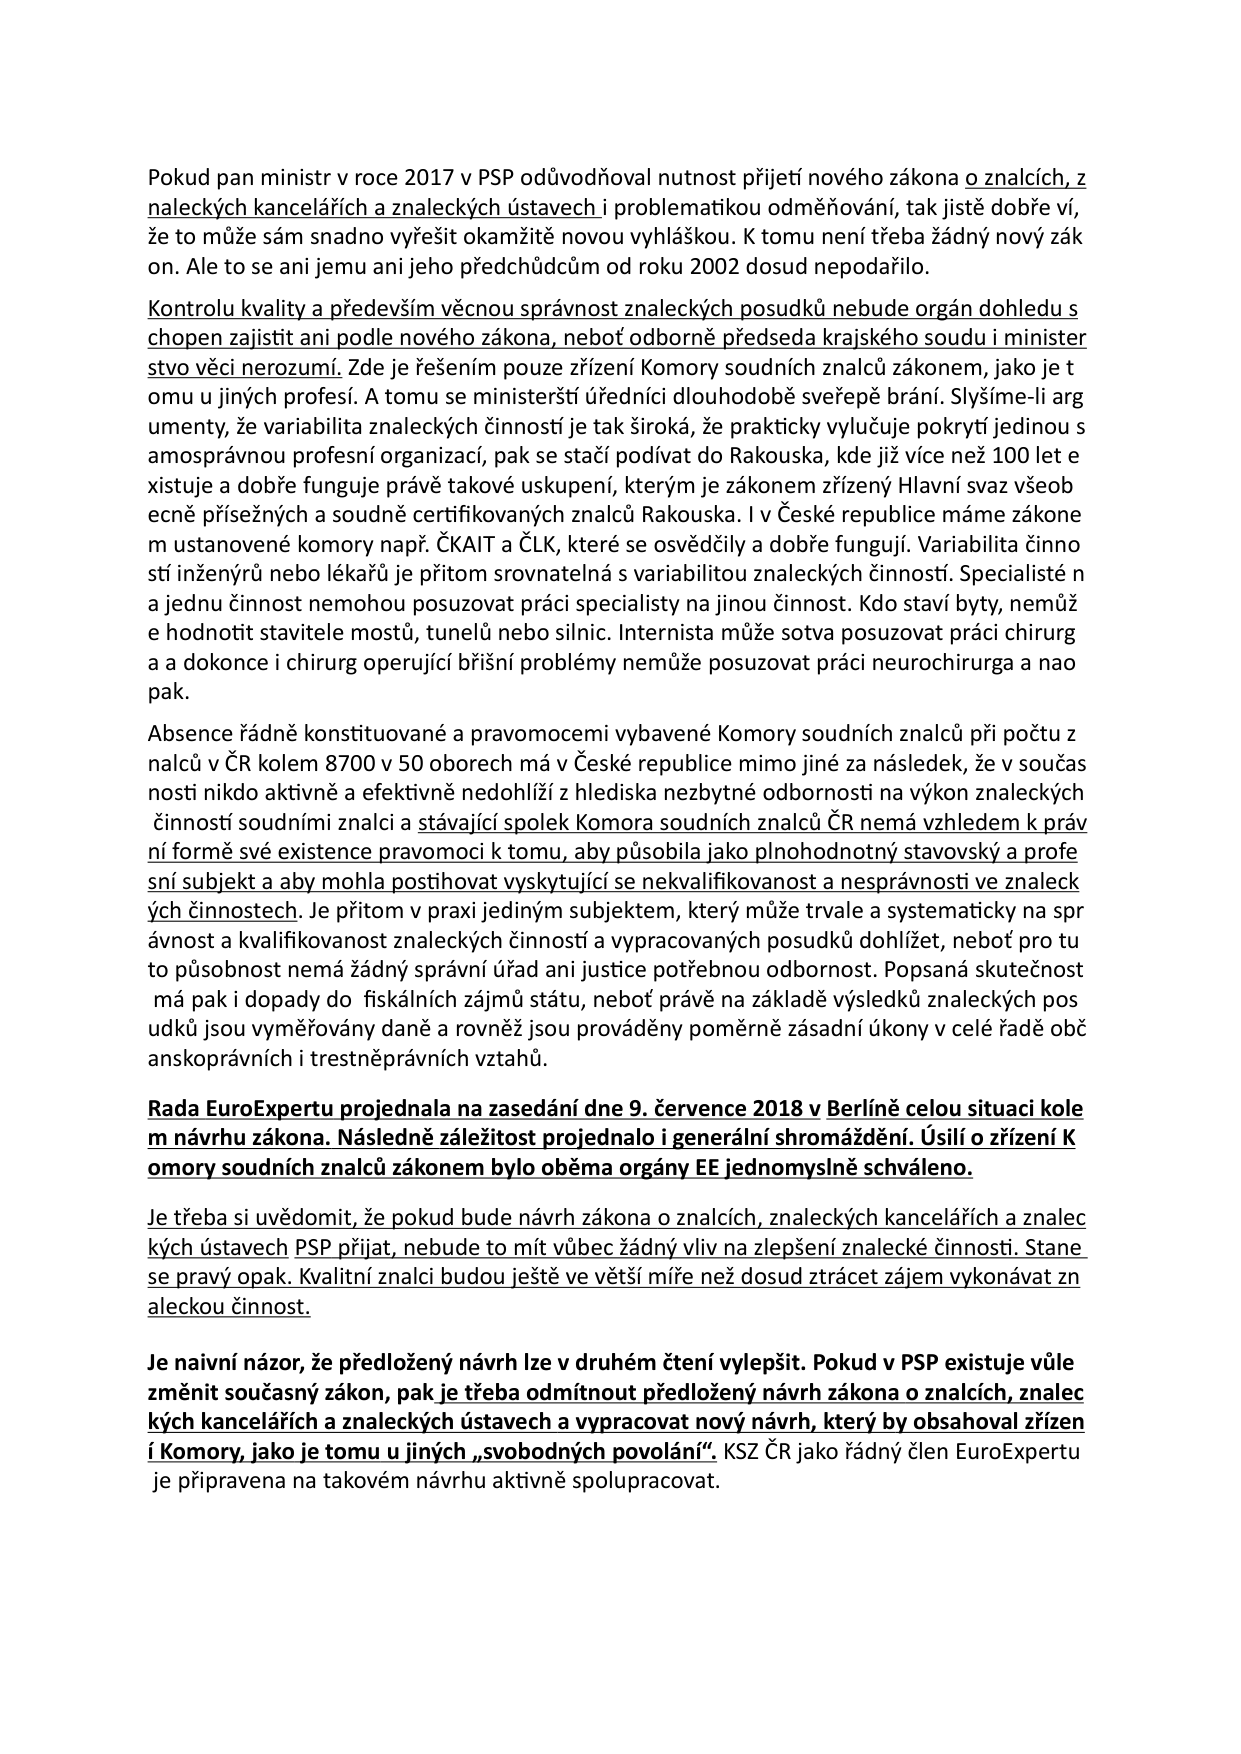 Pokud pan ministr v roce 2017 v PSP odůvodňoval nutnost přijetí nového zákona o znalcích, z
naleckých kancelářích a znaleckých ústavech i problematikou odměňování, tak jistě dobře ví,
že to může sám snadno vyřešit okamžitě novou vyhláškou. K tomu není třeba žádný nový zák
on. Ale to se ani jemu ani jeho předchůdcům od roku 2002 dosud nepodařilo.
Kontrolu kvality a především věcnou správnost znaleckých posudků nebude orgán dohledu s
chopen zajistit ani podle nového zákona, neboť odborně předseda krajského soudu i minister
stvo věci nerozumí. Zde je řešením pouze zřízení Komory soudních znalců zákonem, jako je t
omu u jiných profesí. A tomu se ministerští úředníci dlouhodobě sveřepě brání. Slyšíme-li arg
umenty, že variabilita znaleckých činností je tak široká, že prakticky vylučuje pokrytí jedinou s
amosprávnou profesní organizací, pak se stačí podívat do Rakouska, kde již více než 100 let e
xistuje a dobře funguje právě takové uskupení, kterým je zákonem zřízený Hlavní svaz všeob
ecně přísežných a soudně certifikovaných znalců Rakouska. I v České republice máme zákone
m ustanovené komory např. ČKAIT a ČLK, které se osvědčily a dobře fungují. Variabilita činno
stí inženýrů nebo lékařů je přitom srovnatelná s variabilitou znaleckých činností. Specialisté n
a jednu činnost nemohou posuzovat práci specialisty na jinou činnost. Kdo staví byty, nemůž
e hodnotit stavitele mostů, tunelů nebo silnic. Internista může sotva posuzovat práci chirurg
a a dokonce i chirurg operující břišní problémy nemůže posuzovat práci neurochirurga a nao
pak.
Absence řádně konstituované a pravomocemi vybavené Komory soudních znalců při počtu z
nalců v ČR kolem 8700 v 50 oborech má v České republice mimo jiné za následek, že v součas
nosti nikdo aktivně a efektivně nedohlíží z hlediska nezbytné odbornosti na výkon znaleckých
činností soudními znalci a stávající spolek Komora soudních znalců ČR nemá vzhledem k práv
ní formě své existence pravomoci k tomu, aby působila jako plnohodnotný stavovský a profe
sní subjekt a aby mohla postihovat vyskytující se nekvalifikovanost a nesprávnosti ve znaleck
ých činnostech. Je přitom v praxi jediným subjektem, který může trvale a systematicky na spr
ávnost a kvalifikovanost znaleckých činností a vypracovaných posudků dohlížet, neboť pro tu
to působnost nemá žádný správní úřad ani justice potřebnou odbornost. Popsaná skutečnost
má pak i dopady do  fiskálních zájmů státu, neboť právě na základě výsledků znaleckých pos
udků jsou vyměřovány daně a rovněž jsou prováděny poměrně zásadní úkony v celé řadě obč
anskoprávních i trestněprávních vztahů.
Rada EuroExpertu projednala na zasedání dne 9. července 2018 v Berlíně celou situaci kole
m návrhu zákona. Následně záležitost projednalo i generální shromáždění. Úsilí o zřízení K
omory soudních znalců zákonem bylo oběma orgány EE jednomyslně schváleno.
Je třeba si uvědomit, že pokud bude návrh zákona o znalcích, znaleckých kancelářích a znalec
kých ústavech PSP přijat, nebude to mít vůbec žádný vliv na zlepšení znalecké činnosti. Stane
se pravý opak. Kvalitní znalci budou ještě ve větší míře než dosud ztrácet zájem vykonávat zn
aleckou činnost.
Je naivní názor, že předložený návrh lze v druhém čtení vylepšit. Pokud v PSP existuje vůle
změnit současný zákon, pak je třeba odmítnout předložený návrh zákona o znalcích, znalec
kých kancelářích a znaleckých ústavech a vypracovat nový návrh, který by obsahoval zřízen
í Komory, jako je tomu u jiných „svobodných povolání“. KSZ ČR jako řádný člen EuroExpertu
je připravena na takovém návrhu aktivně spolupracovat.